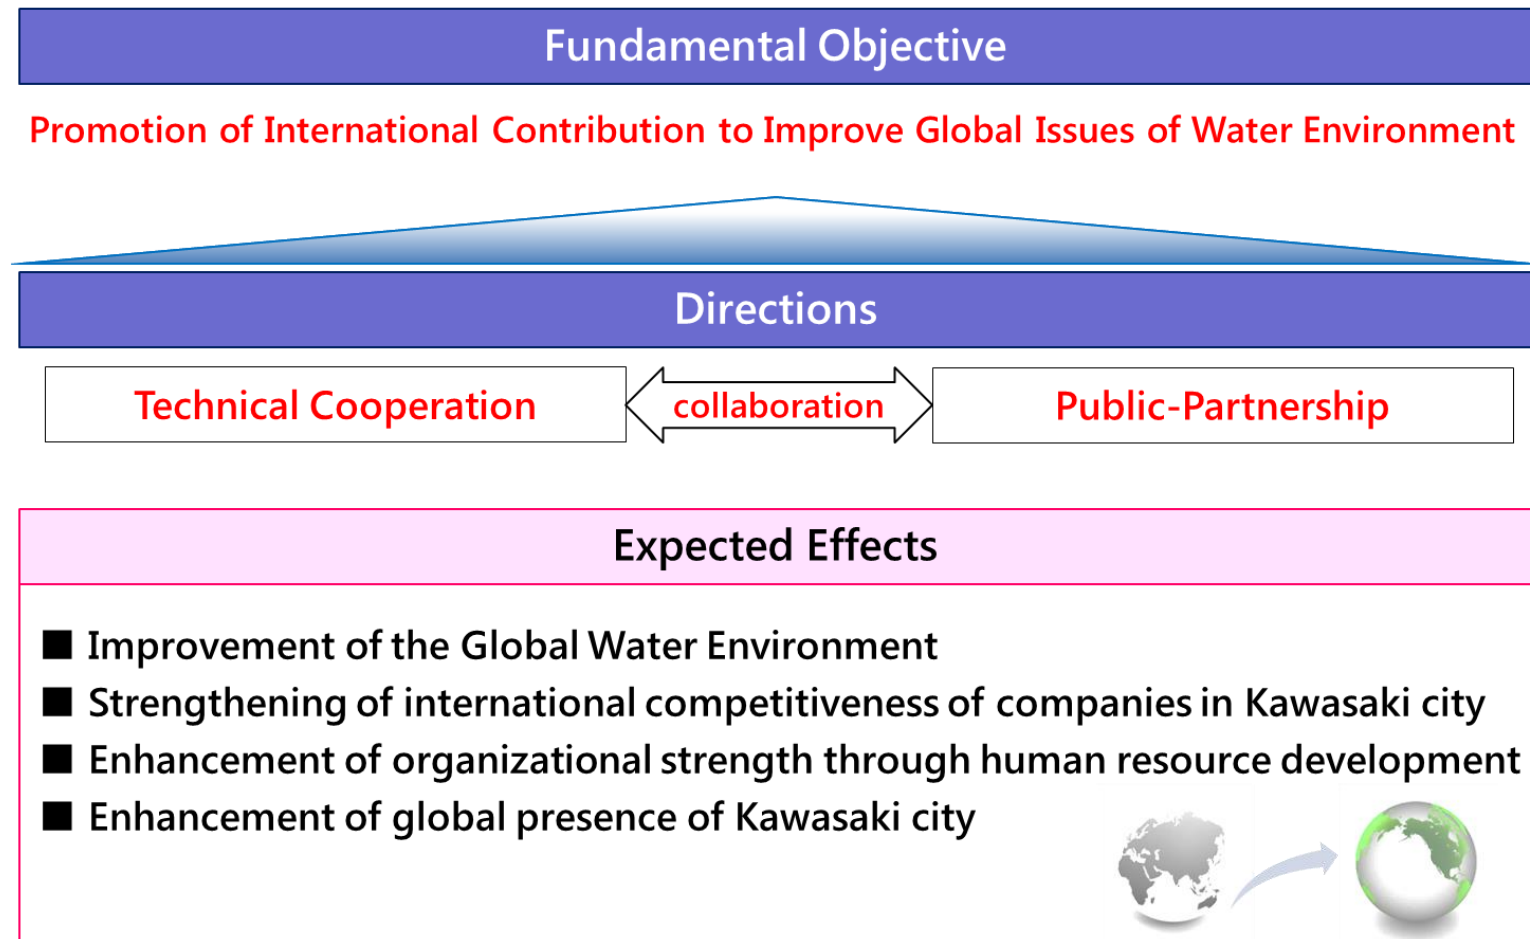 Fundamental Objective
Promotion of International Contribution to Improve Global Issues of Water Environment
Directions
Technical Cooperation
collaboration
Public-Partnership
Expected Effects
■ Improvement of the Global Water Environment
■ Strengthening of international competitiveness of companies in Kawasaki city
■ Enhancement of organizational strength through human resource development
■ Enhancement of global presence of Kawasaki city